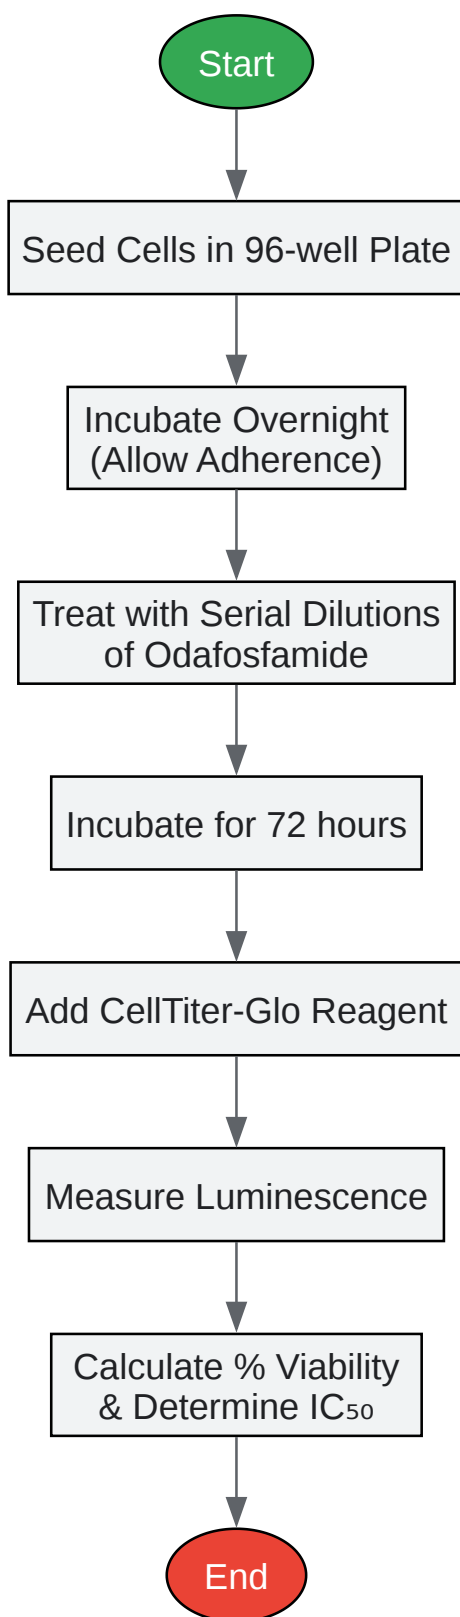 Start
Seed Cells in 96-well Plate
Incubate Overnight
(Allow Adherence)
Treat with Serial Dilutions
of Odafosfamide
Incubate for 72 hours
Add CellTiter-Glo Reagent
Measure Luminescence
Calculate % Viability
& Determine IC₅₀
End